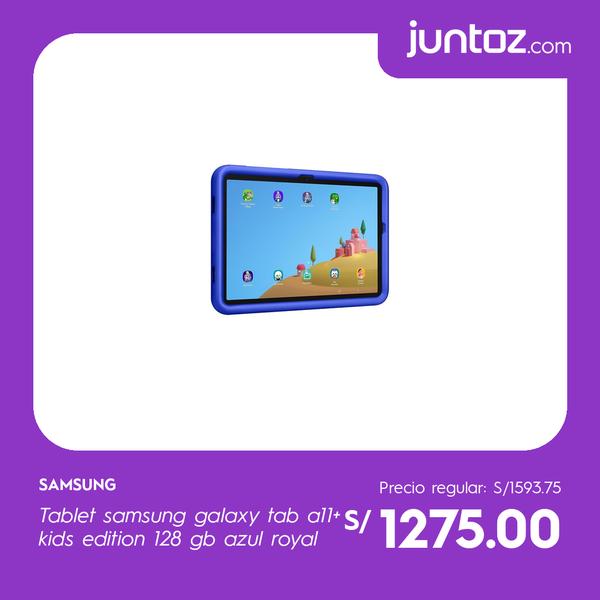 juntoz.com
SAMSUNG
Tablet samsung galaxy tab a11+
kids edition 128 gb azul royal
Precio regular: S/1593.75
S/ 1275.00